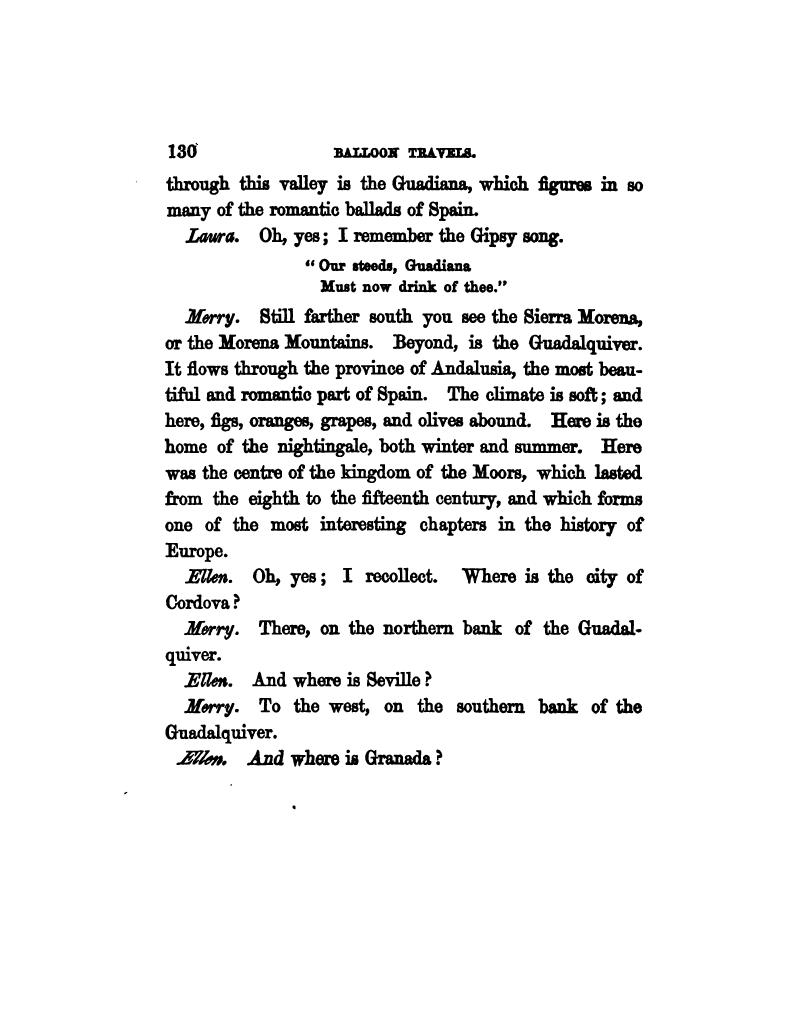 130 BALLOON TRAVELS.
through this valley is the Guadiana, which figures in so
many of the romantic ballads of Spain.
Laura. Oh, yes; I remember the Gipsy song.
“Our steeds, Guadiana
Must now drink of thee.”
Merry. Still farther south you see the Sierra Morena,
or the Morena Mountains. Beyond, is the Guadalquiver.
It flows through the province of Andalusia, the most beau-
tiful and romantic part of Spain. The climate is soft; and
here, figs, oranges, grapes, and olives abound. Here is the
home of the nightingale, both winter and summer. Here
was the centre of the kingdom of the Moors, which lasted
from the eighth to the fifteenth century, and which forms
one of the most interesting chapters in the history of
Europe.
Ellen. Oh, yes; I recollect. Where is the city of
Cordova?
Merry. There, on the northern bank of the Guadal-
quiver.
Ellen. And where is Seville?
Merry. To the west, on the southern bank of the
Guadalquiver.
Ellen. And where is Granada?